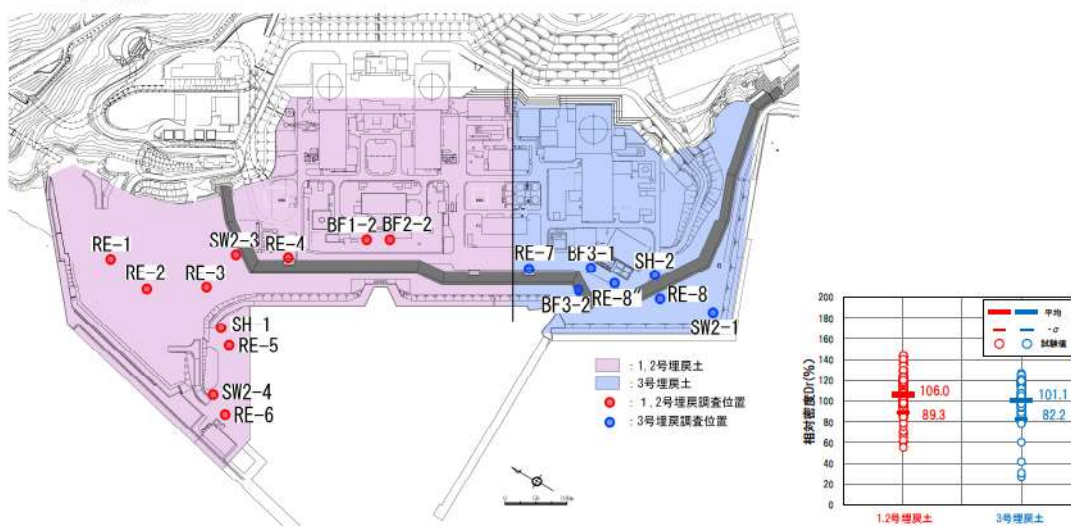 RE-1
RE-2
RE-3
SW2-3
RE-4
BF1-2
BF2-2
RE-7
BF3-1
BF3-2
RE-8"
SH-2
RE-8
SW2-1
SH-1
RE-5
SW2-4
RE-6
：1,2号埋戻土
：3号埋戻土
：1,2号埋戻調査位置
：3号埋戻調査位置
相対密度Dr(%)
200
180
160
140
120
100
80
60
40
20
0
平均
-σ
試験値
106.0
89.3
101.1
82.2
1.2号埋戻土
3号埋戻土